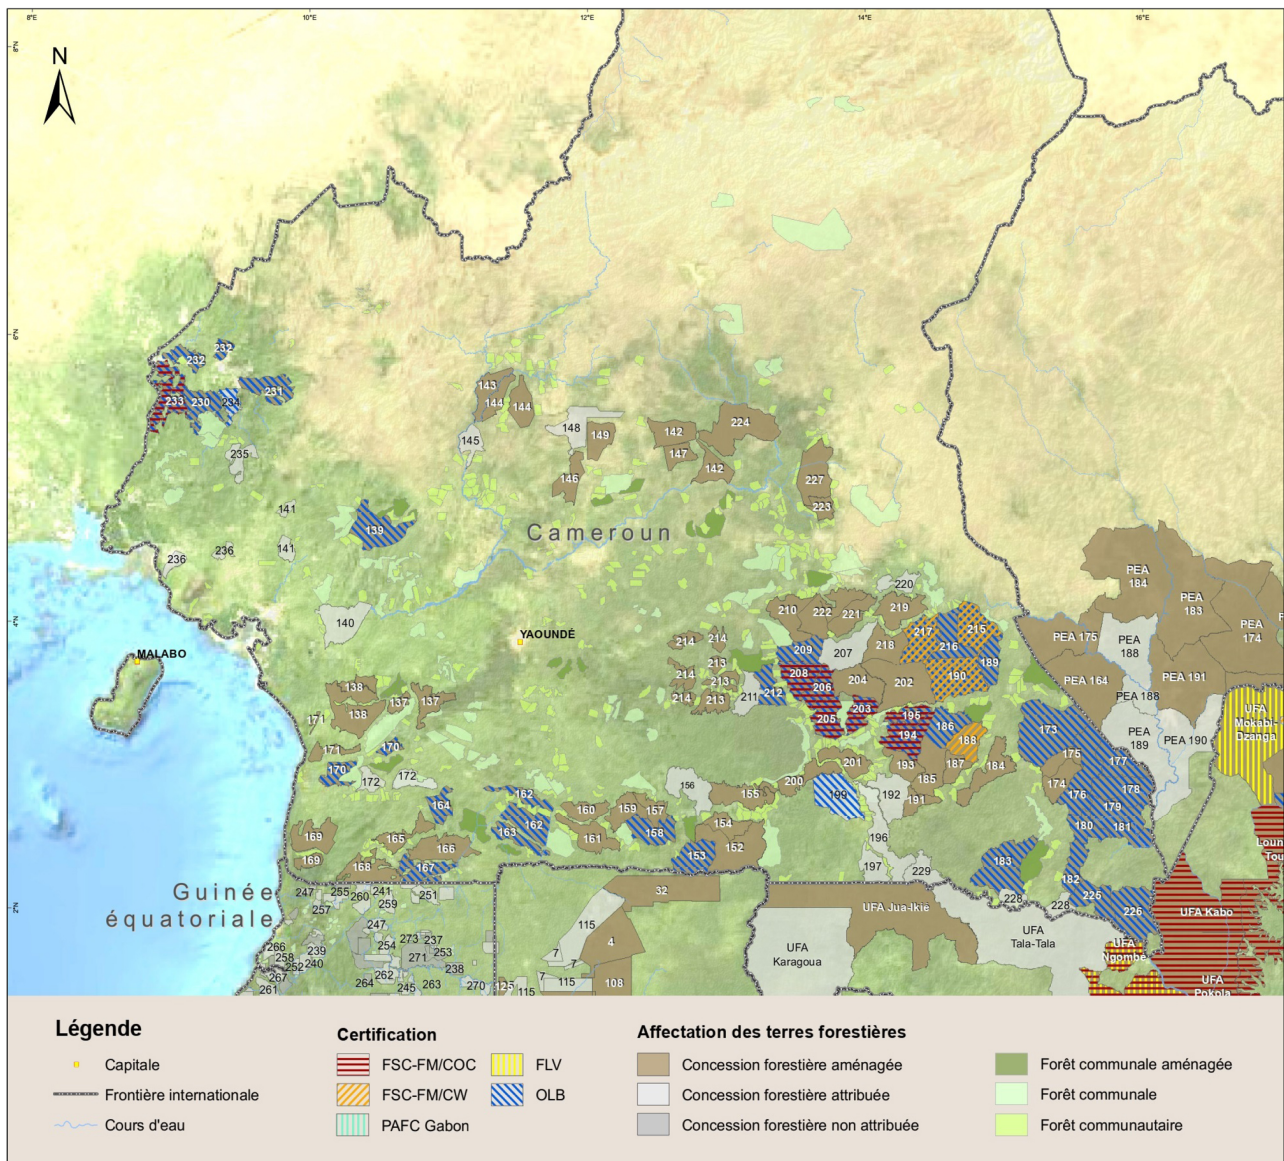 8°E
10°E
12°E
14°E
16°E
8°N
N
6°N
232
232
233
230
234
231
235
143
144
144
145
148
149
146
142
147
142
224
227
223
141
139
141
236
236
Cameroun
140
YAOUNDÉ
MALABO
220
210
222
221
219
218
217
216
215
209
207
208
206
204
202
190
189
214
214
213
214
213
214
213
211
212
205
203
195
194
186
188
138
137
137
138
171
171
170
170
172
172
193
187
184
185
201
200
199
192
191
196
197
229
156
155
173
175
174
177
176
178
179
180
181
182
183
228
228
225
226
164
162
163
162
160
159
157
161
158
154
152
153
169
169
165
166
168
167
PEA
184
PEA
183
PEA
174
PEA 175
PEA
188
PEA 164
PEA 191
PEA 188
PEA
189
PEA 190
UFA
Mokabi-
Dzanga
UFA Kabo
UFA
Ngombé
UFA
Pokola
UFA Jua-Ikié
UFA
Tala-Tala
UFA
Karagoua
Guinée
équatoriale
2°N
4°N
247
255
241
260
259
251
257
247
266
239
254
273
237
258
271
253
252
240
238
267
262
261
264
245
263
270
125
115
32
115
4
7
7
7
115
108
Légende
Capitale
Frontière internationale
Cours d'eau
Certification
FSC-FM/COC
FLV
FSC-FM/CW
OLB
PAFC Gabon
Affectation des terres forestières
Concession forestière aménagée
Concession forestière attribuée
Concession forestière non attribuée
Forêt communale aménagée
Forêt communale
Forêt communautaire